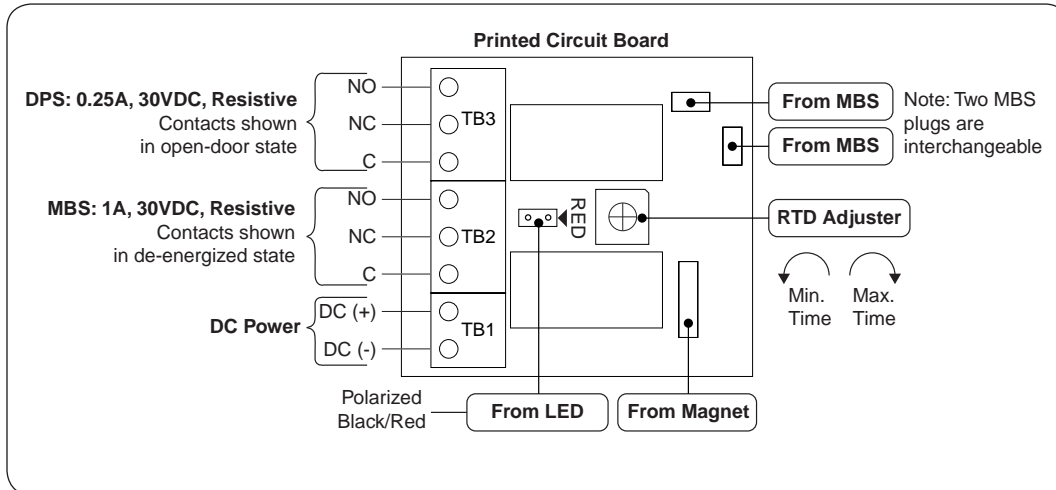 Printed Circuit Board
DPS: 0.25A, 30VDC, Resistive
Contacts shown
in open-door state
NO
NC
C
TB3
MBS: 1A, 30VDC, Resistive
Contacts shown
in de-energized state
NO
NC
C
TB2
DC Power
DC (+)
DC (-)
TB1
RED
From MBS
From MBS
Note: Two MBS
plugs are
interchangeable
RTD Adjuster
Min.
Time
Max.
Time
Polarized
Black/Red
From LED
From Magnet